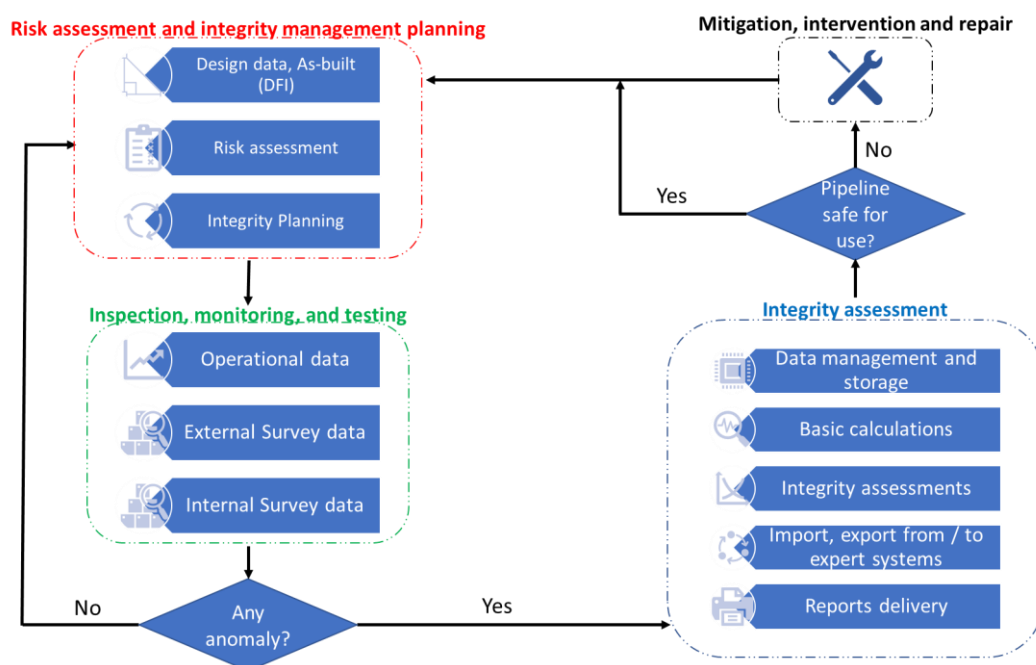 Risk assessment and integrity management planning
Design data, As-built
(DFI)
Risk assessment
Integrity Planning
Inspection, monitoring, and testing
Operational data
External Survey data
Internal Survey data
Any
anomaly?
No
Yes
Mitigation, intervention and repair
No
Yes
Pipeline
safe for
use?
Integrity assessment
Data management and
storage
Basic calculations
Integrity assessments
Import, export from / to
expert systems
Reports delivery